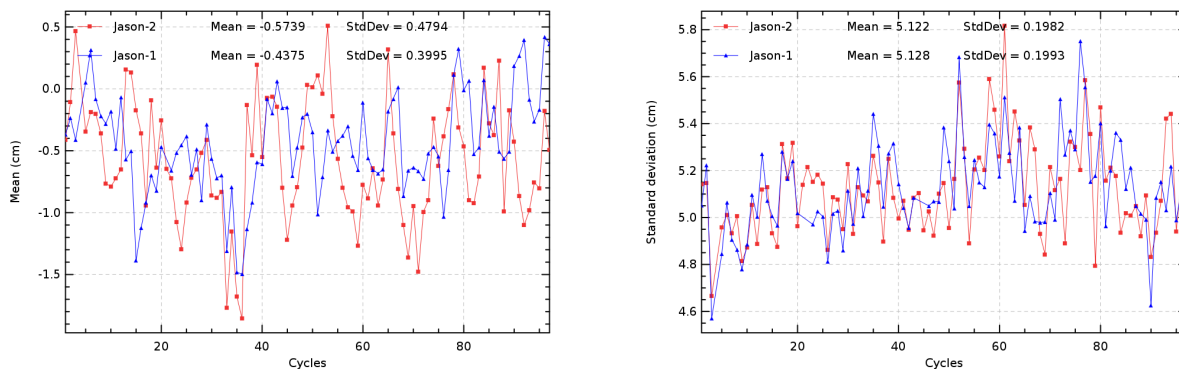 Jason-2 Mean = -0.5739 StdDev = 0.4794
Jason-1 Mean = -0.4375 StdDev = 0.3995
0.5
0.0
-0.5
-1.0
-1.5
Mean (cm)
20 40 60 80
Cycles
Jason-2 Mean = 5.122 StdDev = 0.1982
Jason-1 Mean = 5.128 StdDev = 0.1993
5.8
5.6
5.4
5.2
5.0
4.8
4.6
Standard deviation (cm)
20 40 60 80
Cycles